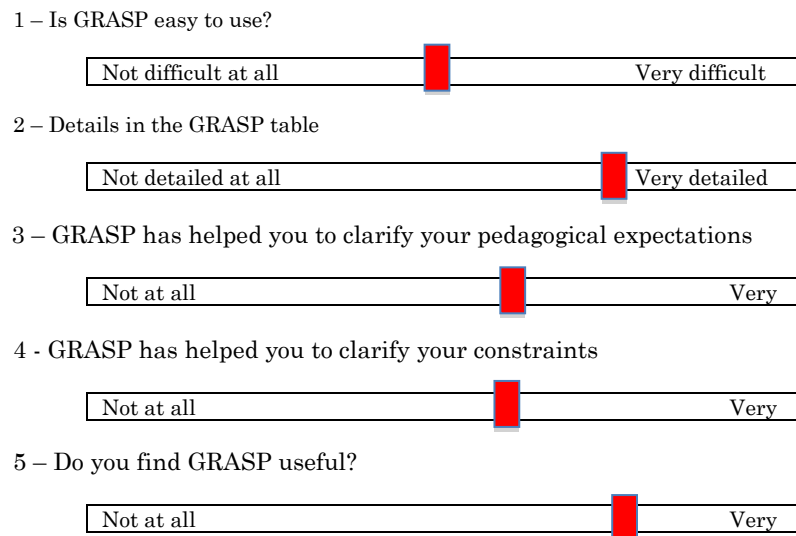 1 – Is GRASP easy to use?
Not difficult at all Very difficult
2 – Details in the GRASP table
Not detailed at all Very detailed
3 – GRASP has helped you to clarify your pedagogical expectations
Not at all Very
4 - GRASP has helped you to clarify your constraints
Not at all Very
5 – Do you find GRASP useful?
Not at all Very